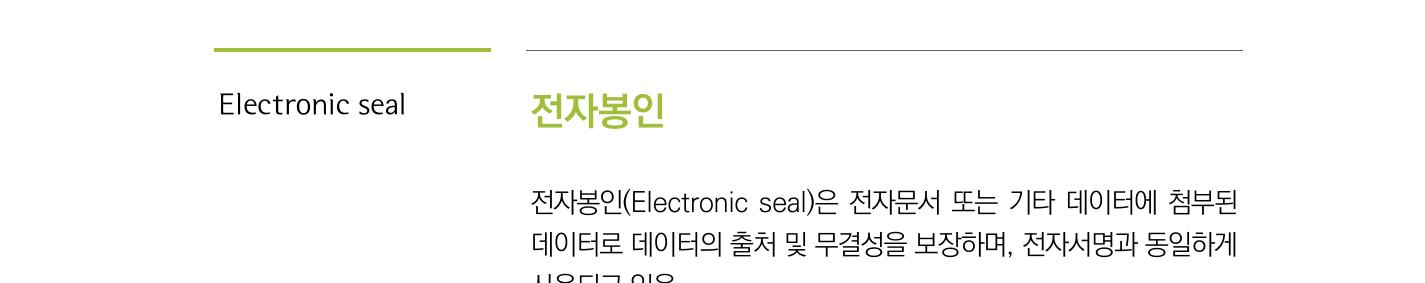 Electronic seal
전자봉인
전자봉인(Electronic seal)은 전자문서 또는 기타 데이터에 첨부된
데이터로 데이터의 출처 및 무결성을 보장하며, 전자서명과 동일하게